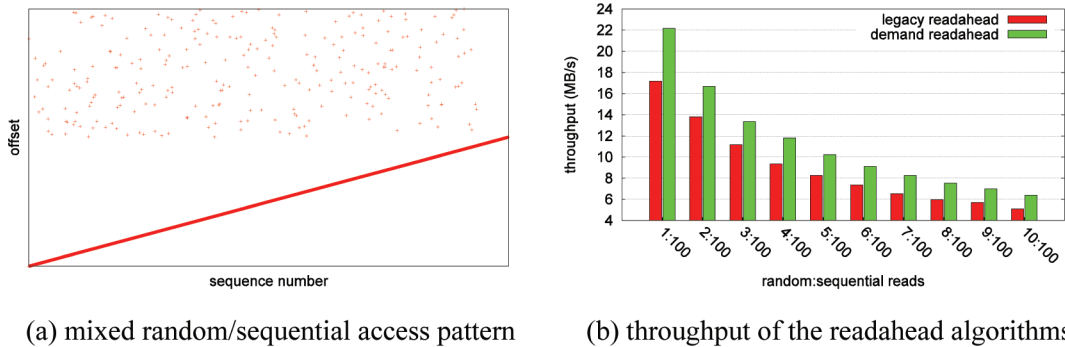 offset
sequence number
(a) mixed random/sequential access pattern
throughput (MB/s)
24
22
20
18
16
14
12
10
8
6
4
legacy readahead
demand readahead
1:100
2:100
3:100
4:100
5:100
6:100
7:100
8:100
9:100
10:100
random:sequential reads
(b) throughput of the readahead algorithms